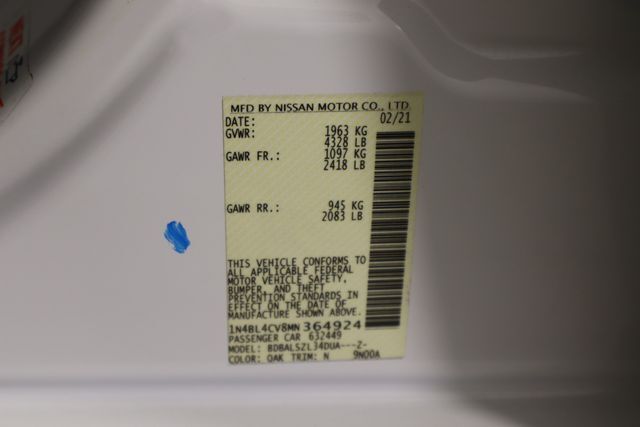 MFD BY NISSAN MOTOR CO., LTD.
DATE: 02/21
GVWR: 1963 KG
4328 LB
GAWR FR.: 1097 KG
2418 LB
GAWR RR.: 945 KG
2083 LB
THIS VEHICLE CONFORMS TO
ALL APPLICABLE FEDERAL
MOTOR VEHICLE SAFETY,
BUMPER, AND THEFT
PREVENTION STANDARDS IN
EFFECT ON THE DATE OF
MANUFACTURE SHOWN ABOVE.
1N4BL4CV8MN364924
PASSENGER CAR 632449
MODEL: BDBALSZL34DUA---Z-
COLOR: QAK TRIM: N 9N00A